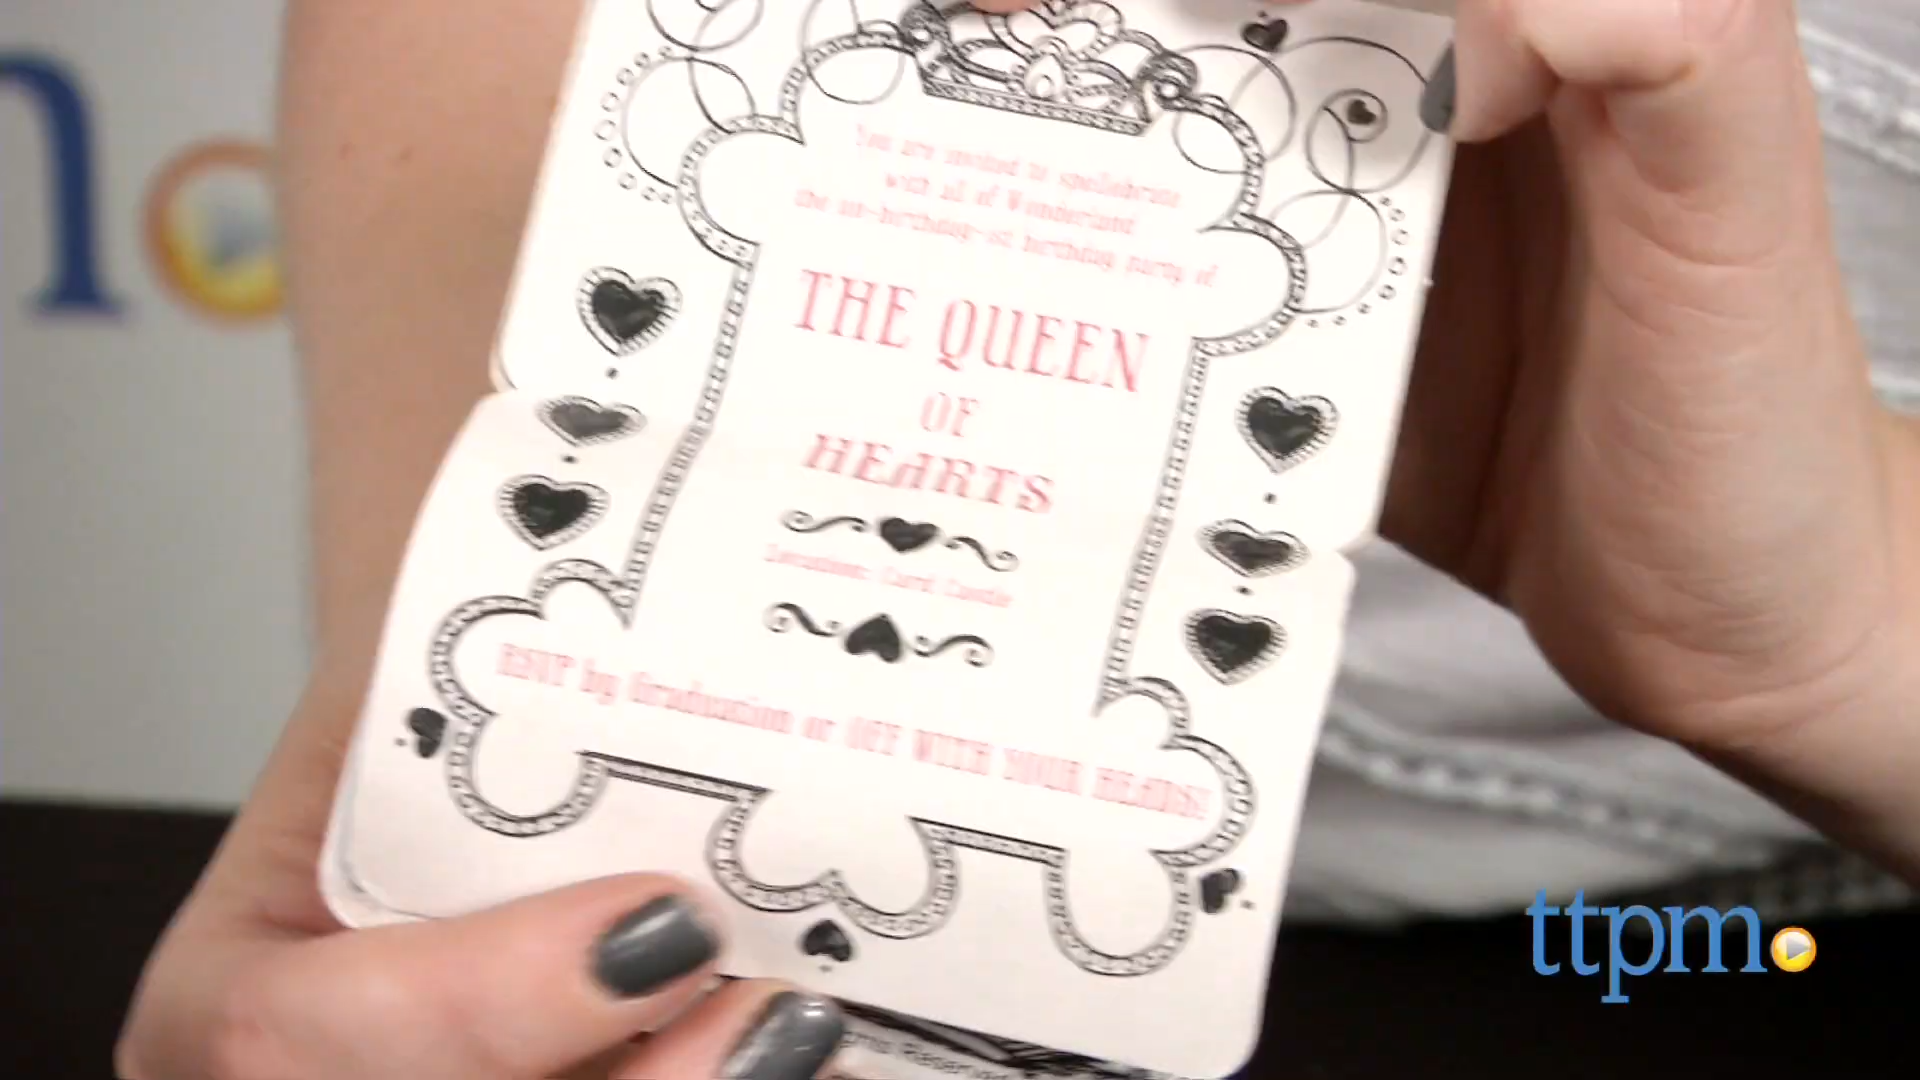 You are invited to spellebrate
with all of Wonderland
the un-birthday-ist birthday party of
THE QUEEN
OF
HEARTS
Location: Card Castle
RSVP by Graduation or OFF WITH YOUR HEADS!
Reserved
ttpm